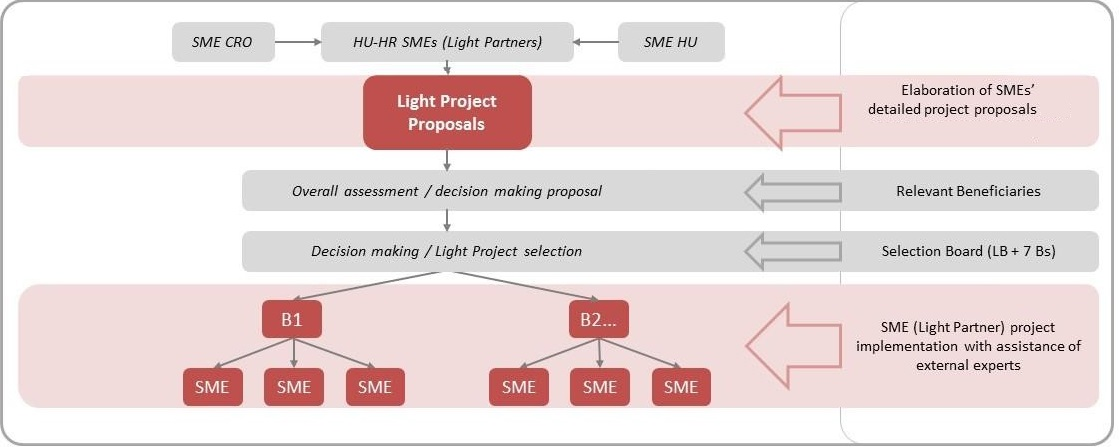 SME CRO
HU-HR SMEs (Light Partners)
SME HU
Light Project
Proposals
Elaboration of SMEs’
detailed project proposals
Overall assessment / decision making proposal
Relevant Beneficiaries
Decision making / Light Project selection
Selection Board (LB + 7 Bs)
B1
B2...
SME (Light Partner) project
implementation with assistance of
external experts
SME
SME
SME
SME
SME
SME